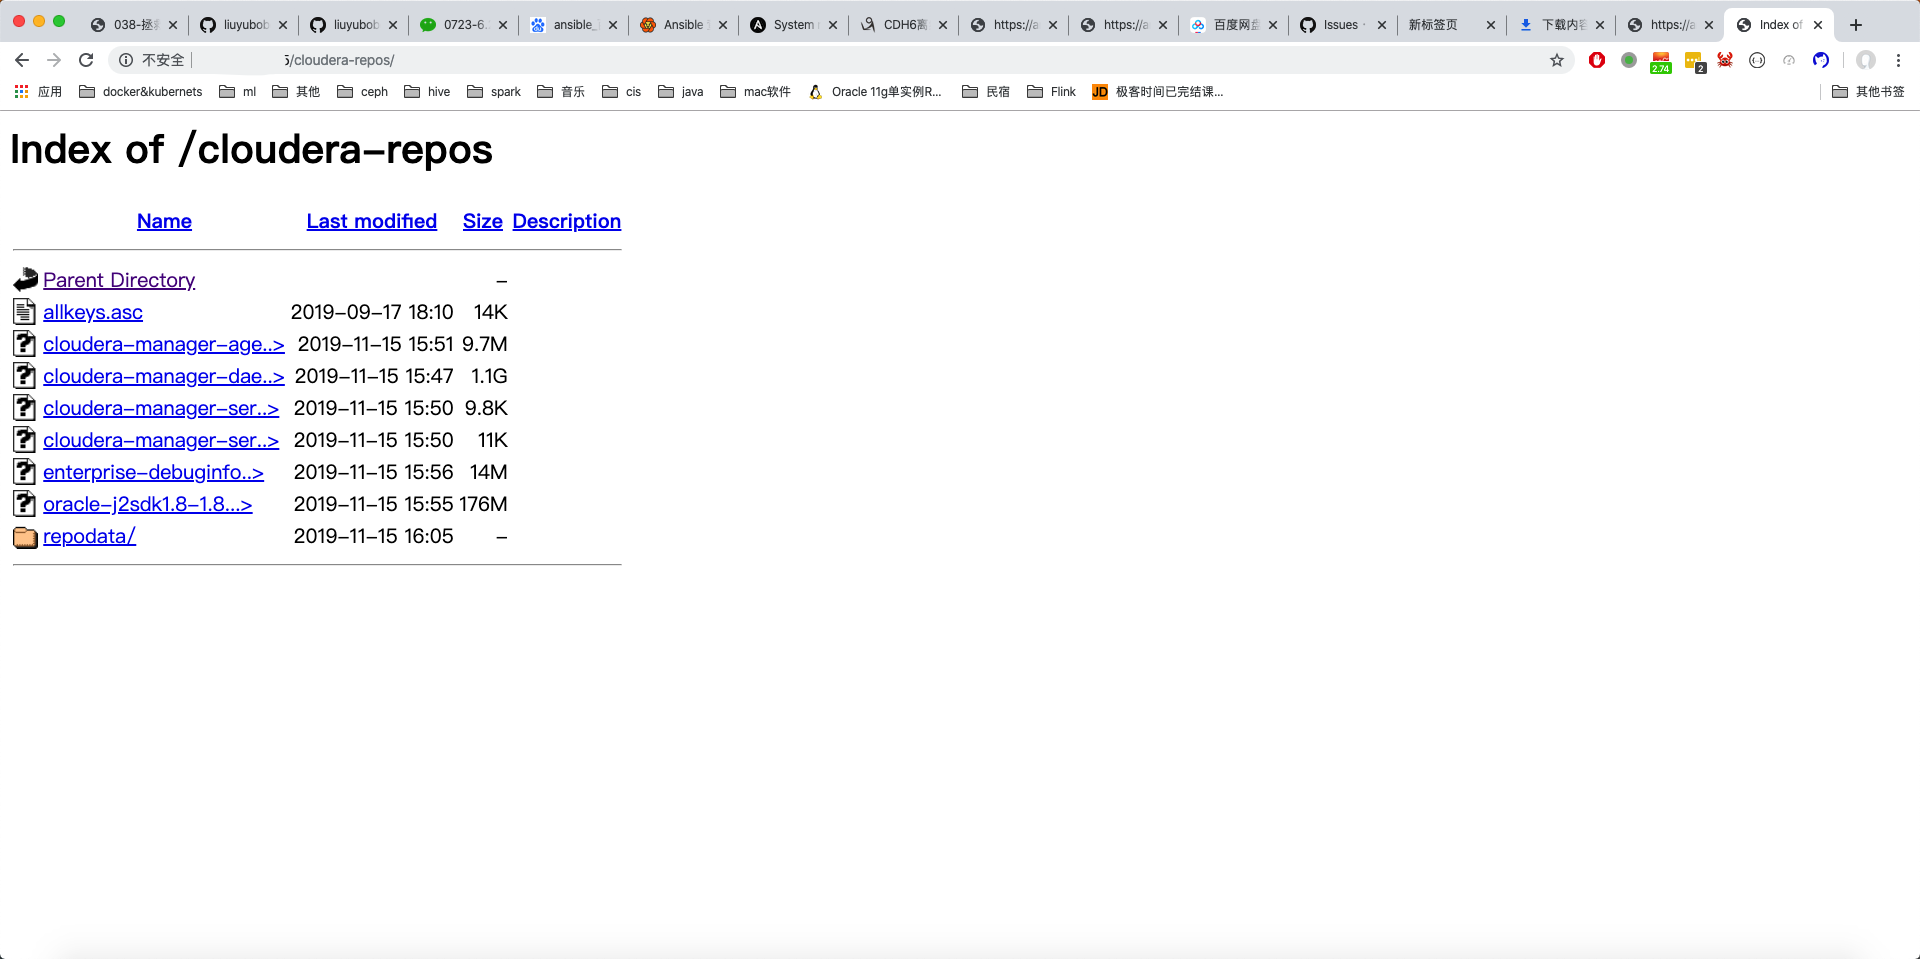 038-拯 liuyubob liuyubob 0723-6. ansible_ Ansible System CDH6离 https://a https://a 百度网盘 Issues · 新标签页 下载内容 https://a Index of
不安全 /cloudera-repos/
2.74 2
应用 docker&kubernets ml 其他 ceph hive spark 音乐 cis java mac软件 Oracle 11g单实例R... 民宿 Flink JD 极客时间已完结课... 其他书签
Index of /cloudera-repos
Name Last modified Size Description
Parent Directory -
allkeys.asc 2019-09-17 18:10 14K
cloudera-manager-age..> 2019-11-15 15:51 9.7M
cloudera-manager-dae..> 2019-11-15 15:47 1.1G
cloudera-manager-ser..> 2019-11-15 15:50 9.8K
cloudera-manager-ser..> 2019-11-15 15:50 11K
enterprise-debuginfo..> 2019-11-15 15:56 14M
oracle-j2sdk1.8-1.8...> 2019-11-15 15:55 176M
repodata/ 2019-11-15 16:05 -